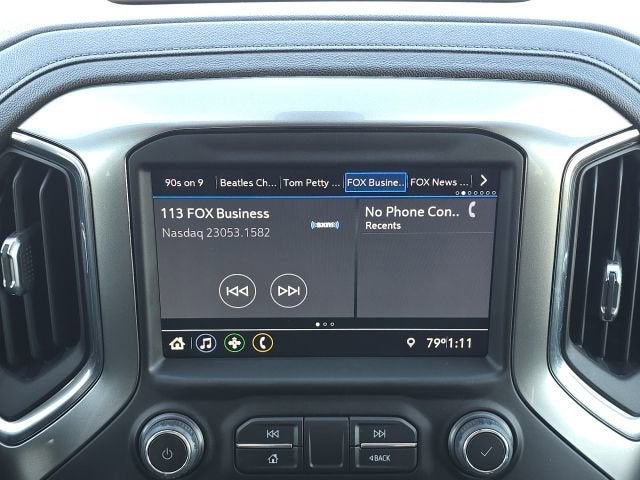 90s on 9 Beatles Ch... Tom Petty ... FOX Busine.. FOX News ...
113 FOX Business
Nasdaq 23053.1582
SXM
No Phone Con..
Recents
79° 1:11
BACK